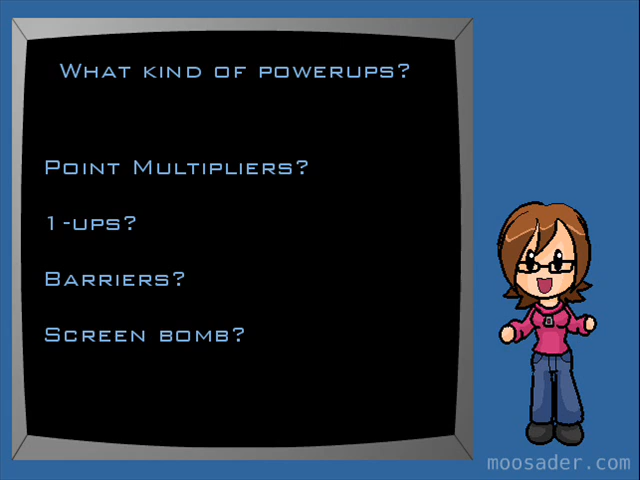 What kind of powerups?
Point Multipliers?
1-ups?
Barriers?
Screen bomb?
moosader.com